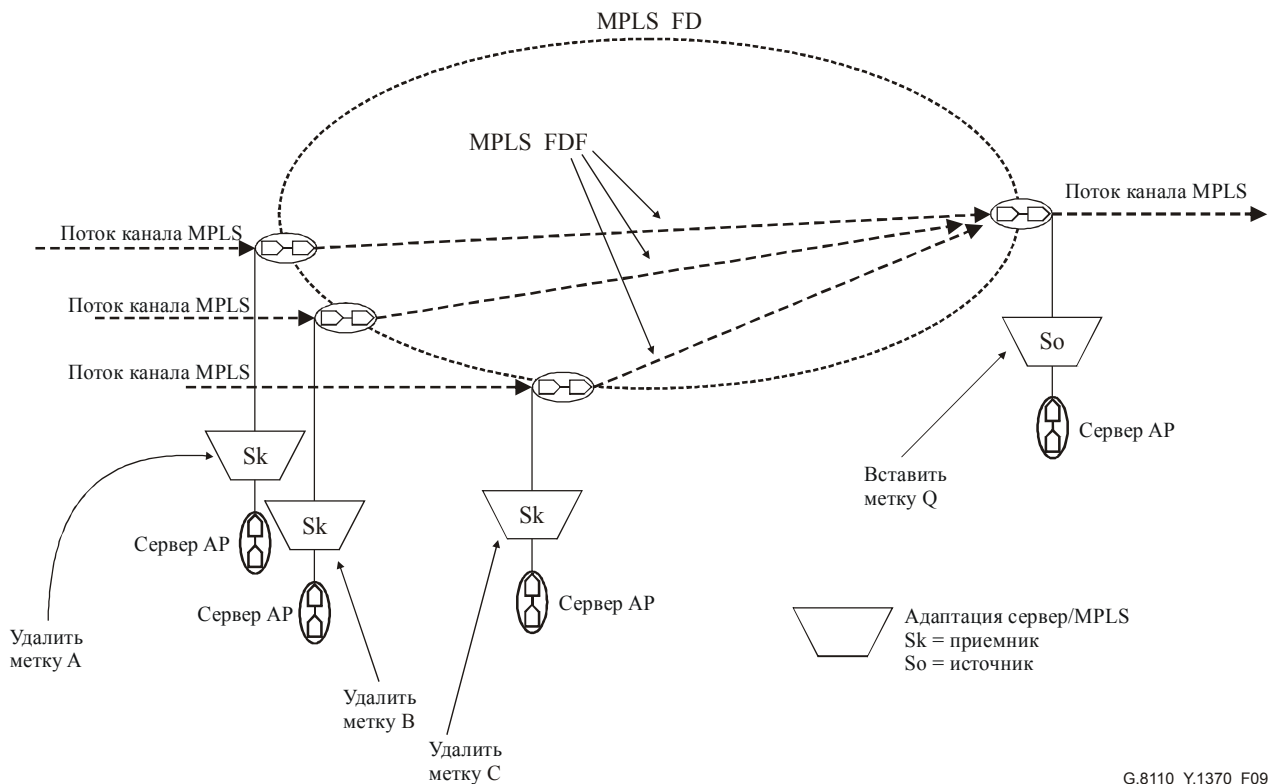 MPLS FD
MPLS FDF
Поток канала MPLS
Поток канала MPLS
Поток канала MPLS
Поток канала MPLS
So
Sk
Сервер AP
Вставить
метку Q
Sk
Sk
Сервер AP
Сервер AP
Сервер AP
Удалить
метку A
Адаптация сервер/MPLS
Sk = приемник
So = источник
Удалить
метку B
Удалить
метку C
G.8110_Y.1370_F09